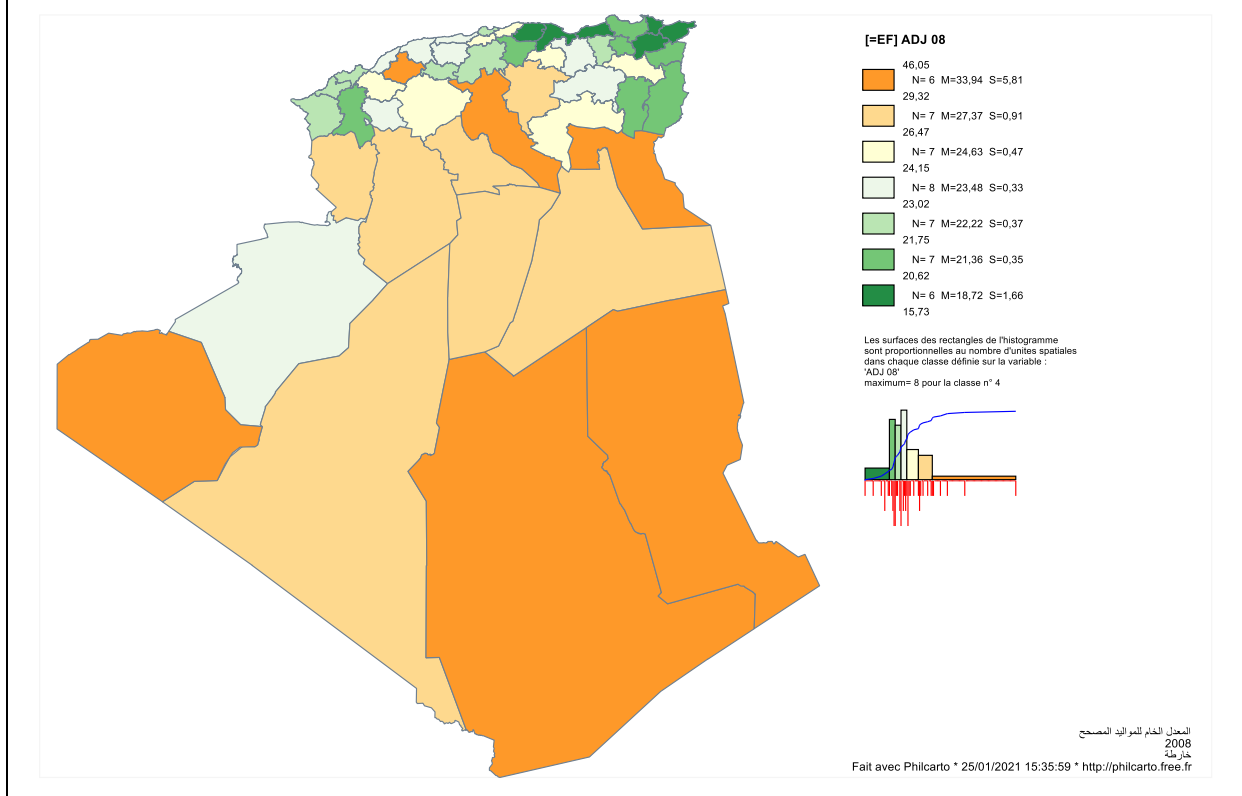 [=EF] ADJ 08
46,05
N= 6 M=33,94 S=5,81
29,32
N= 7 M=27,37 S=0,91
26,47
N= 7 M=24,63 S=0,47
24,15
N= 8 M=23,48 S=0,33
23,02
N= 7 M=22,22 S=0,37
21,75
N= 7 M=21,36 S=0,35
20,62
N= 6 M=18,72 S=1,66
15,73
Les surfaces des rectangles de l'histogramme
sont proportionnelles au nombre d'unites spatiales
dans chaque classe définie sur la variable :
'ADJ 08'
maximum= 8 pour la classe n° 4
المعدل الخام للمواليد المصحح
2008
خارطة
Fait avec Philcarto * 25/01/2021 15:35:59 * http://philcarto.free.fr